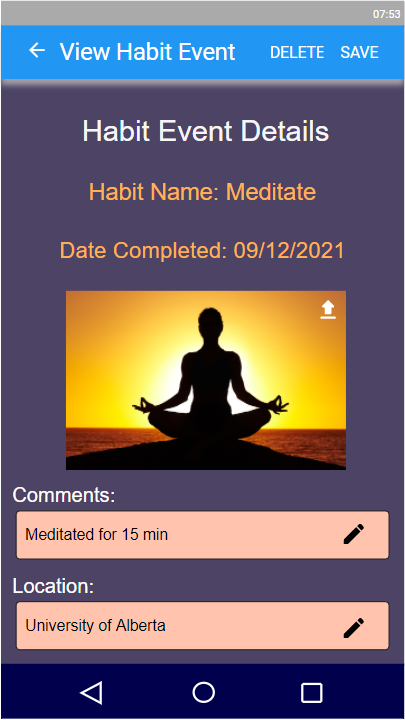 07:53
View Habit Event DELETE SAVE
Habit Event Details
Habit Name: Meditate
Date Completed: 09/12/2021
Comments:
Meditated for 15 min
Location:
University of Alberta